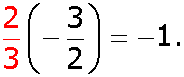 2/3 (− 3/2) = −1.